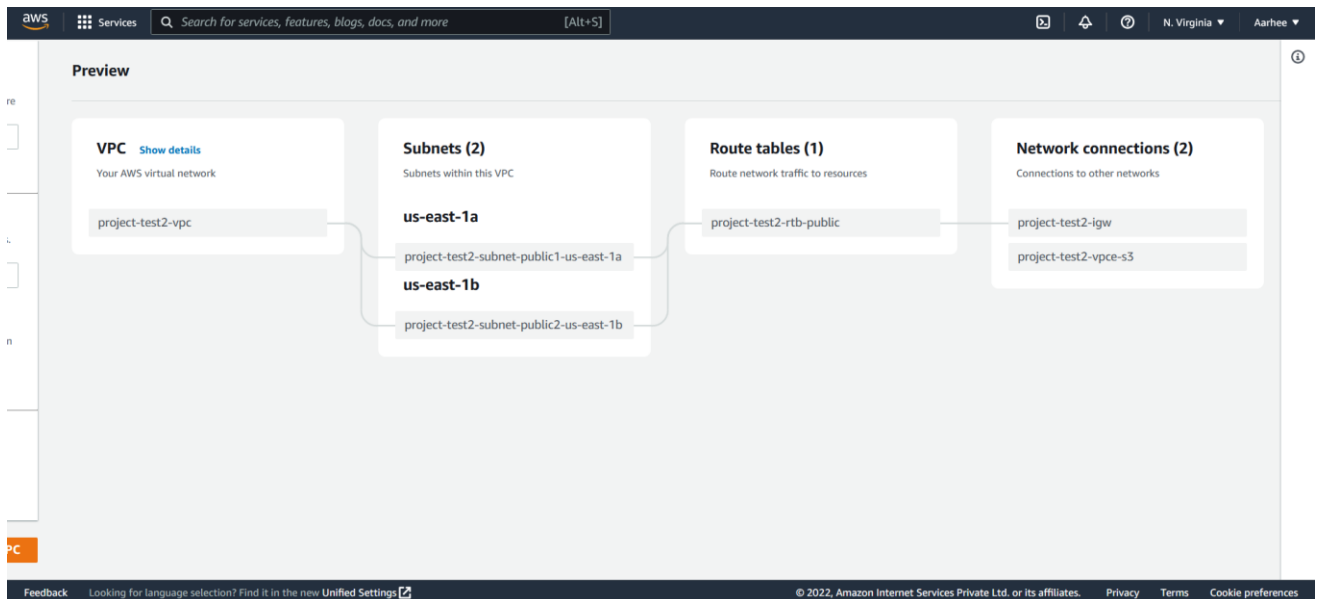 aws
Services
Search for services, features, blogs, docs, and more [Alt+S]
N. Virginia ▼
Aarhee ▼
Preview
re
s.
n
PC
VPC Show details
Your AWS virtual network
project-test2-vpc
Subnets (2)
Subnets within this VPC
us-east-1a
project-test2-subnet-public1-us-east-1a
us-east-1b
project-test2-subnet-public2-us-east-1b
Route tables (1)
Route network traffic to resources
project-test2-rtb-public
Network connections (2)
Connections to other networks
project-test2-igw
project-test2-vpce-s3
Feedback
Looking for language selection? Find it in the new Unified Settings
© 2022, Amazon Internet Services Private Ltd. or its affiliates.
Privacy
Terms
Cookie preferences